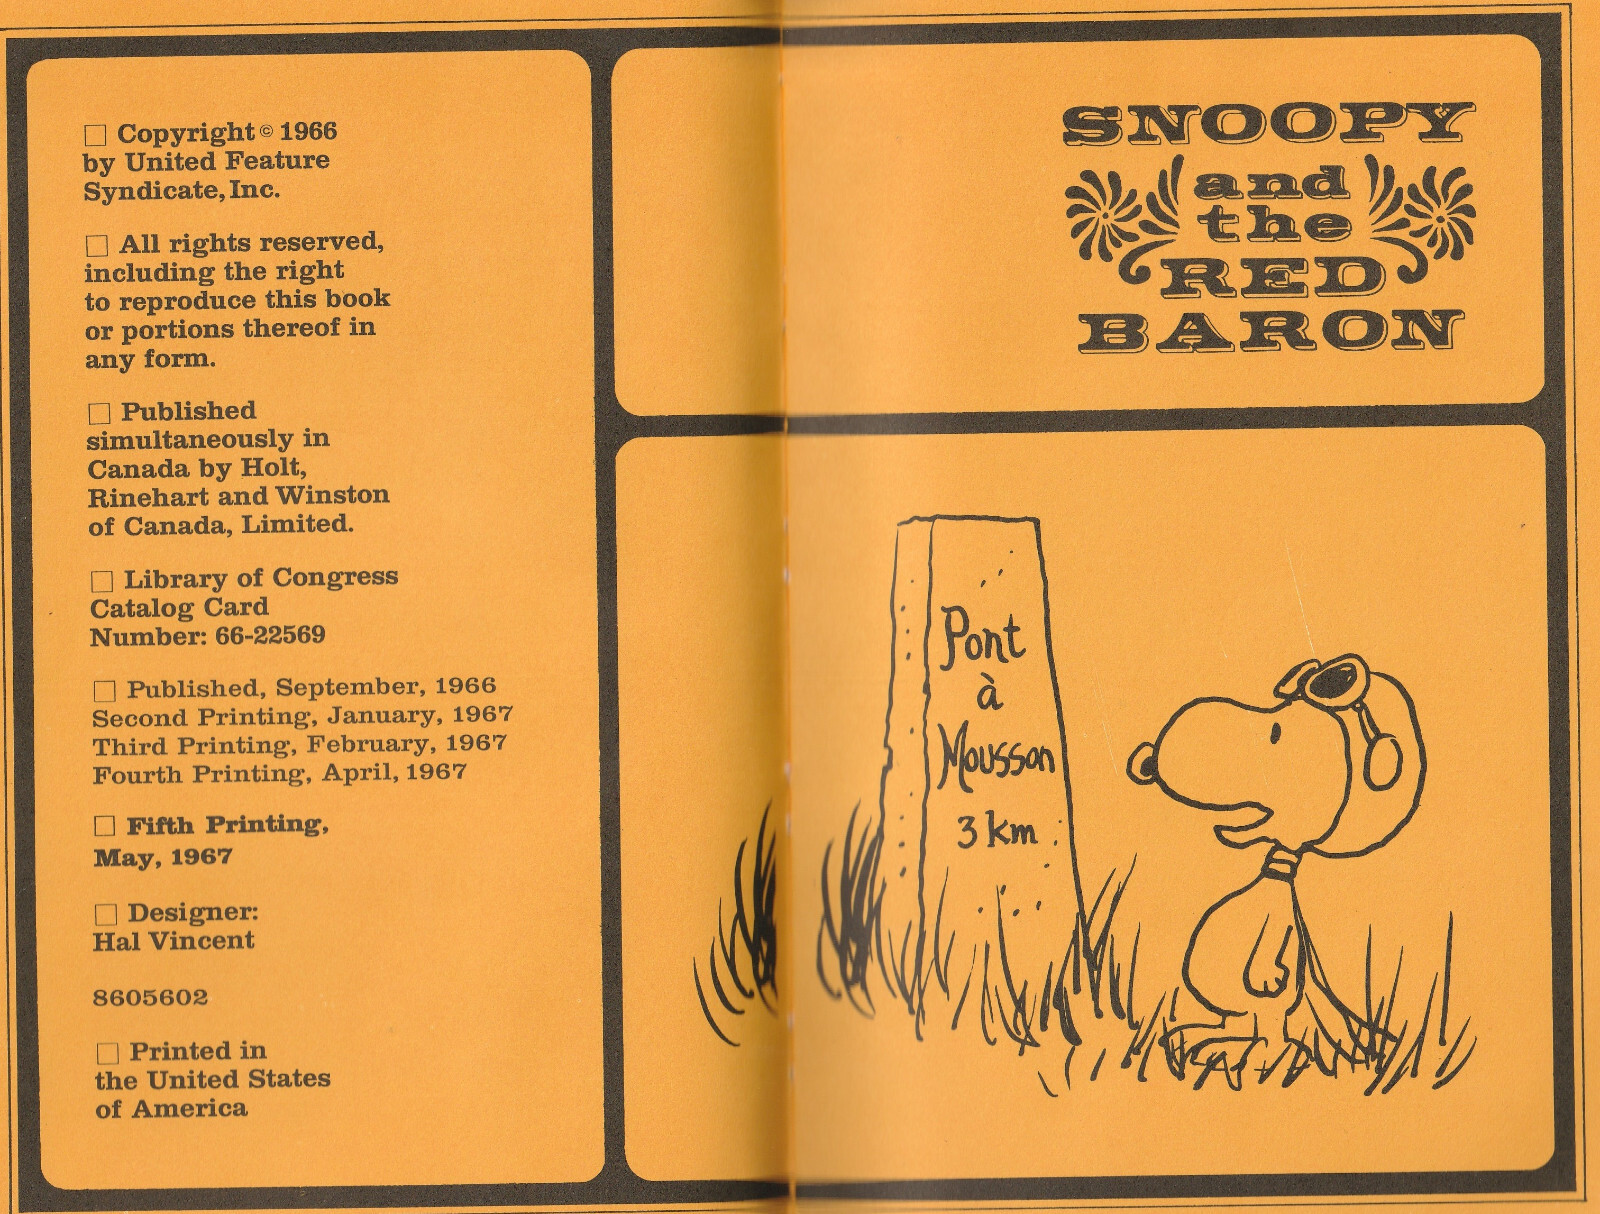 □ Copyright © 1966
by United Feature
Syndicate, Inc.
□ All rights reserved,
including the right
to reproduce this book
or portions thereof in
any form.
□ Published
simultaneously in
Canada by Holt,
Rinehart and Winston
of Canada, Limited.
□ Library of Congress
Catalog Card
Number: 66-22569
□ Published, September, 1966
Second Printing, January, 1967
Third Printing, February, 1967
Fourth Printing, April, 1967
□ Fifth Printing,
May, 1967
□ Designer:
Hal Vincent
8605602
□ Printed in
the United States
of America
SNOOPY
and
the
RED
BARON
Pont
à
Mousson
3 km